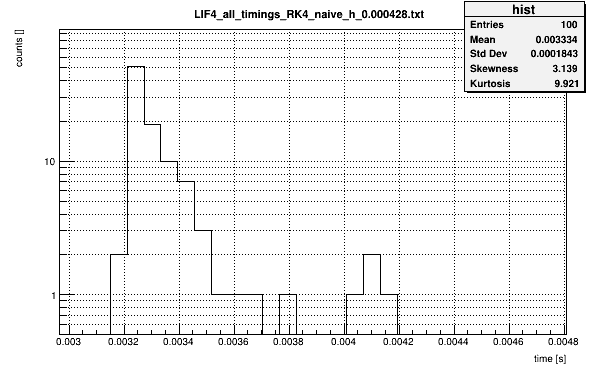 LIF4_all_timings_RK4_naive_h_0.000428.txt
hist
Entries 100
Mean 0.003334
Std Dev 0.0001843
Skewness 3.139
Kurtosis 9.921
counts []
10
1
0.003 0.0032 0.0034 0.0036 0.0038 0.004 0.0042 0.0044 0.0046 0.0048
time [s]